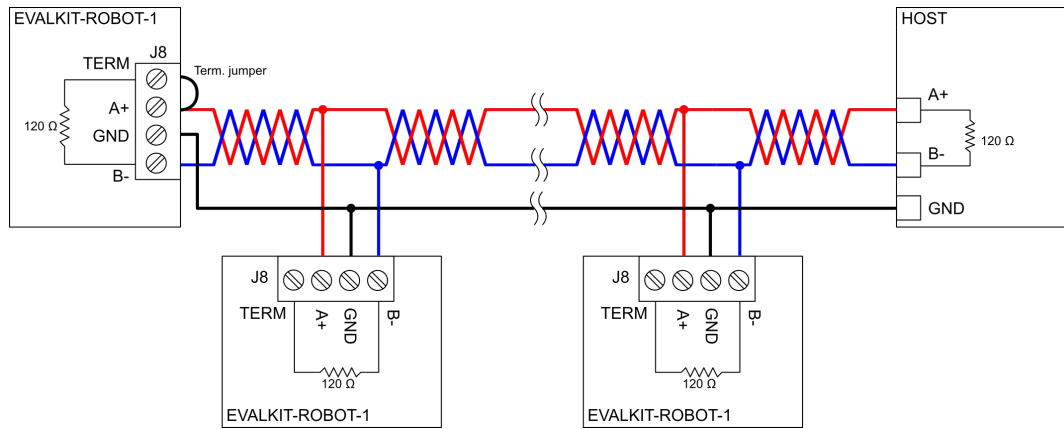 EVALKIT-ROBOT-1
J8
TERM
Term. jumper
A+
120 Ω
GND
B-
HOST
A+
120 Ω
B-
GND
J8
TERM
A+
GND
B-
120 Ω
EVALKIT-ROBOT-1
J8
TERM
A+
GND
B-
120 Ω
EVALKIT-ROBOT-1